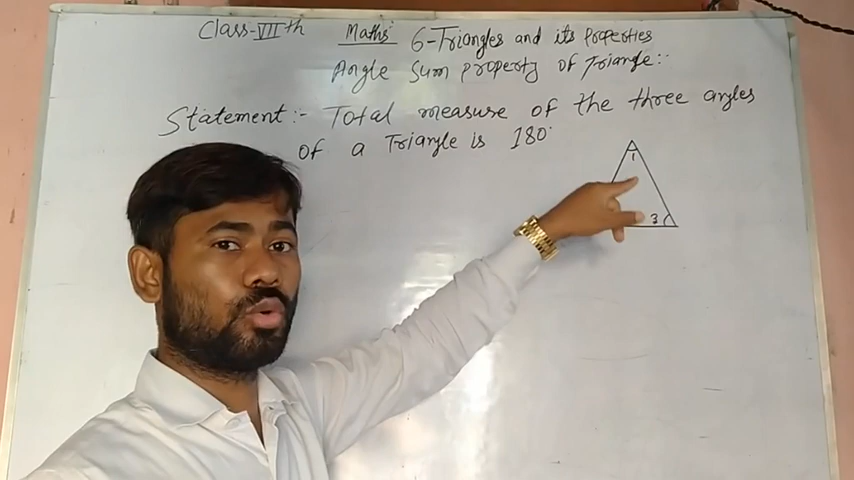 Class-VIIth Maths 6-Triangles and its Properties
Angle Sum property of Triangle:-
Statement:- Total measure of the three angles
of a Triangle is 180°
1
3